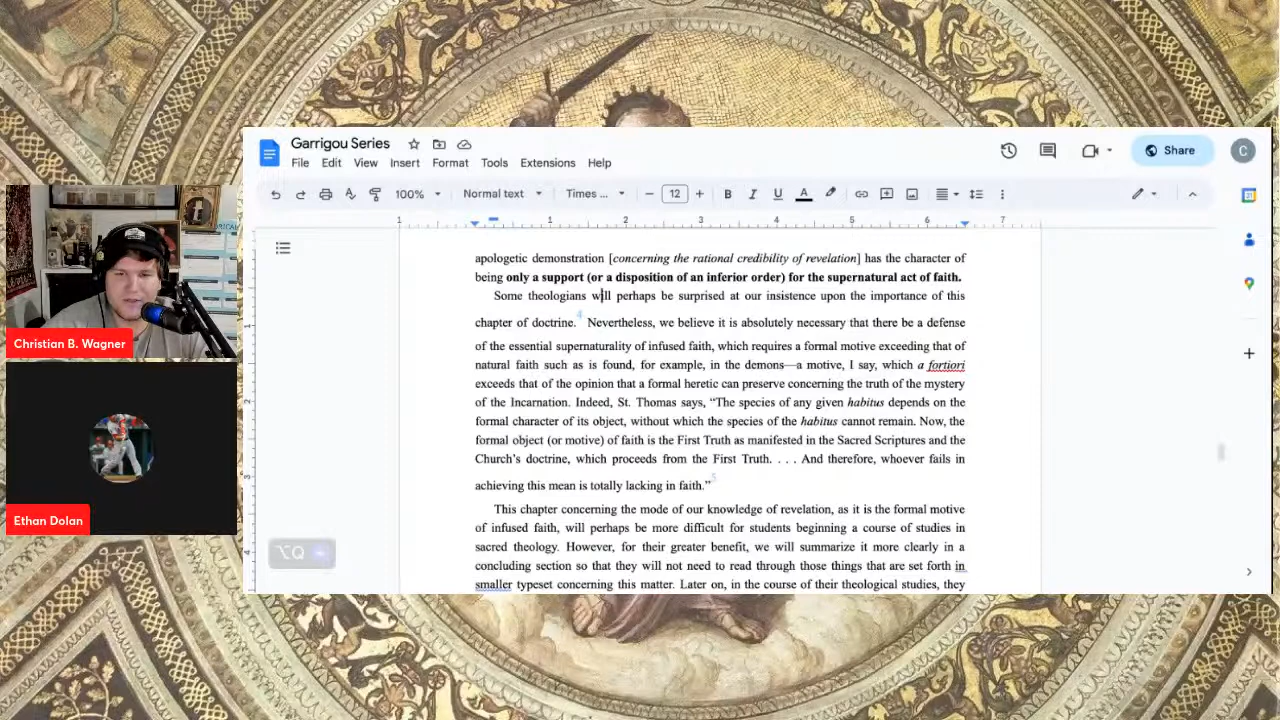 Garrigou Series
Share
C
File Edit View Insert Format Tools Extensions Help
100% Normal text Times ... − 12 + B I U A
1 1 2 3 4 5 6 7
apologetic demonstration [concerning the rational credibility of revelation] has the character of
being only a support (or a disposition of an inferior order) for the supernatural act of faith.
Some theologians will perhaps be surprised at our insistence upon the importance of this
chapter of doctrine.4 Nevertheless, we believe it is absolutely necessary that there be a defense
of the essential supernaturality of infused faith, which requires a formal motive exceeding that of
natural faith such as is found, for example, in the demons—a motive, I say, which a fortiori
exceeds that of the opinion that a formal heretic can preserve concerning the truth of the mystery
of the Incarnation. Indeed, St. Thomas says, “The species of any given habitus depends on the
formal character of its object, without which the species of the habitus cannot remain. Now, the
formal object (or motive) of faith is the First Truth as manifested in the Sacred Scriptures and the
Church’s doctrine, which proceeds from the First Truth. . . . And therefore, whoever fails in
achieving this mean is totally lacking in faith.”5
This chapter concerning the mode of our knowledge of revelation, as it is the formal motive
of infused faith, will perhaps be more difficult for students beginning a course of studies in
sacred theology. However, for their greater benefit, we will summarize it more clearly in a
concluding section so that they will not need to read through those things that are set forth in
smaller typeset concerning this matter. Later on, in the course of their theological studies, they
1
2
3
4
⌥Q
Christian B. Wagner
Ethan Dolan